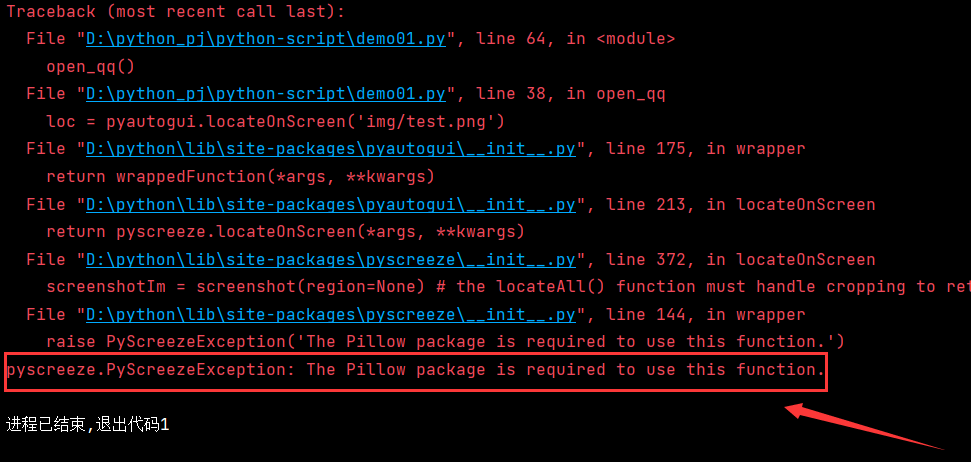 Traceback (most recent call last):
File "D:\python_pj\python-script\demo01.py", line 64, in <module>
open_qq()
File "D:\python_pj\python-script\demo01.py", line 38, in open_qq
loc = pyautogui.locateOnScreen('img/test.png')
File "D:\python\lib\site-packages\pyautogui\__init__.py", line 175, in wrapper
return wrappedFunction(*args, **kwargs)
File "D:\python\lib\site-packages\pyautogui\__init__.py", line 213, in locateOnScreen
return pyscreeze.locateOnScreen(*args, **kwargs)
File "D:\python\lib\site-packages\pyscreeze\__init__.py", line 372, in locateOnScreen
screenshotIm = screenshot(region=None) # the locateAll() function must handle cropping to ret
File "D:\python\lib\site-packages\pyscreeze\__init__.py", line 144, in wrapper
raise PyScreezeException('The Pillow package is required to use this function.')
pyscreeze.PyScreezeException: The Pillow package is required to use this function.
进程已结束,退出代码1